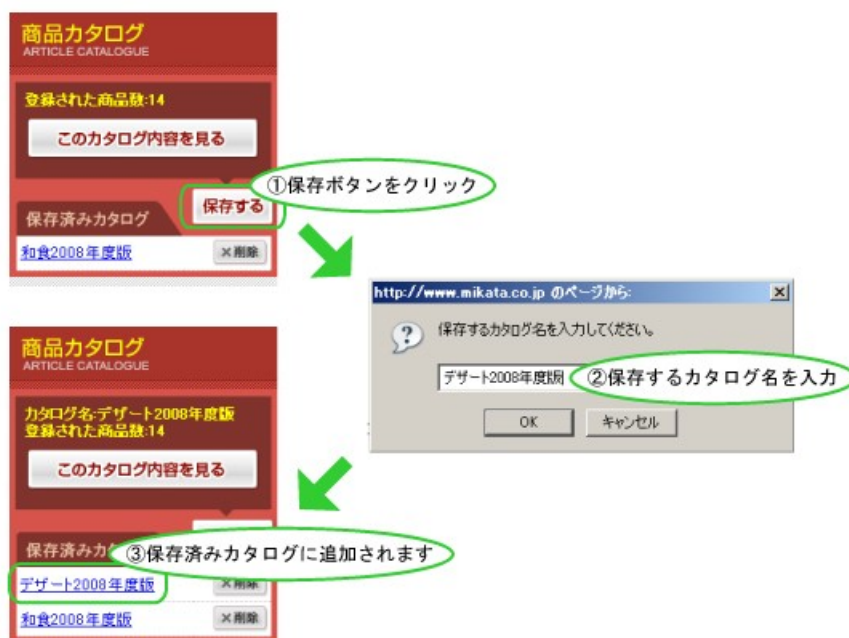 商品カタログ
ARTICLE CATALOGUE
登録された商品数:14
このカタログ内容を見る
①保存ボタンをクリック
保存する
保存済みカタログ
和食2008年度版
×削除
http://www.mikata.co.jp のページから:
保存するカタログ名を入力してください。
デザート2008年度版
②保存するカタログ名を入力
OK
キャンセル
商品カタログ
ARTICLE CATALOGUE
カタログ名:デザート2008年度版
登録された商品数:14
このカタログ内容を見る
保存済みカ
③保存済みカタログに追加されます
デザート2008年度版
×削除
和食2008年度版
×削除